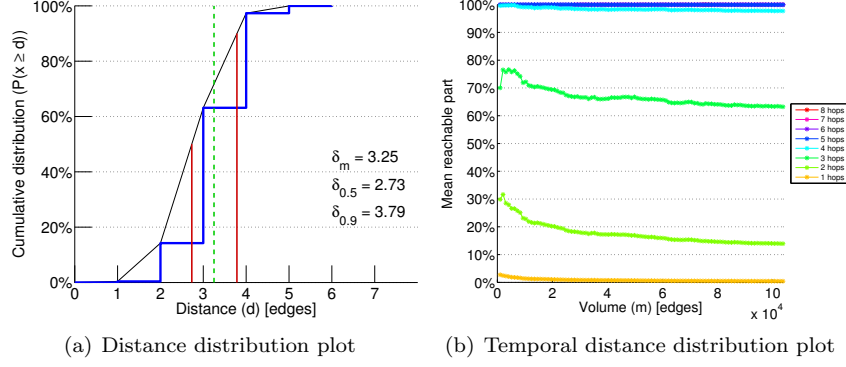 100%
80%
60%
40%
20%
0%
0 1 2 3 4 5 6 7
Cumulative distribution (P(x ≥ d))
Distance (d) [edges]
δm = 3.25
δ0.5 = 2.73
δ0.9 = 3.79
(a) Distance distribution plot
100%
90%
80%
70%
60%
50%
40%
30%
20%
10%
0%
0 2 4 6 8 10
x 10^4
Mean reachable part
Volume (m) [edges]
8 hops
7 hops
6 hops
5 hops
4 hops
3 hops
2 hops
1 hops
(b) Temporal distance distribution plot